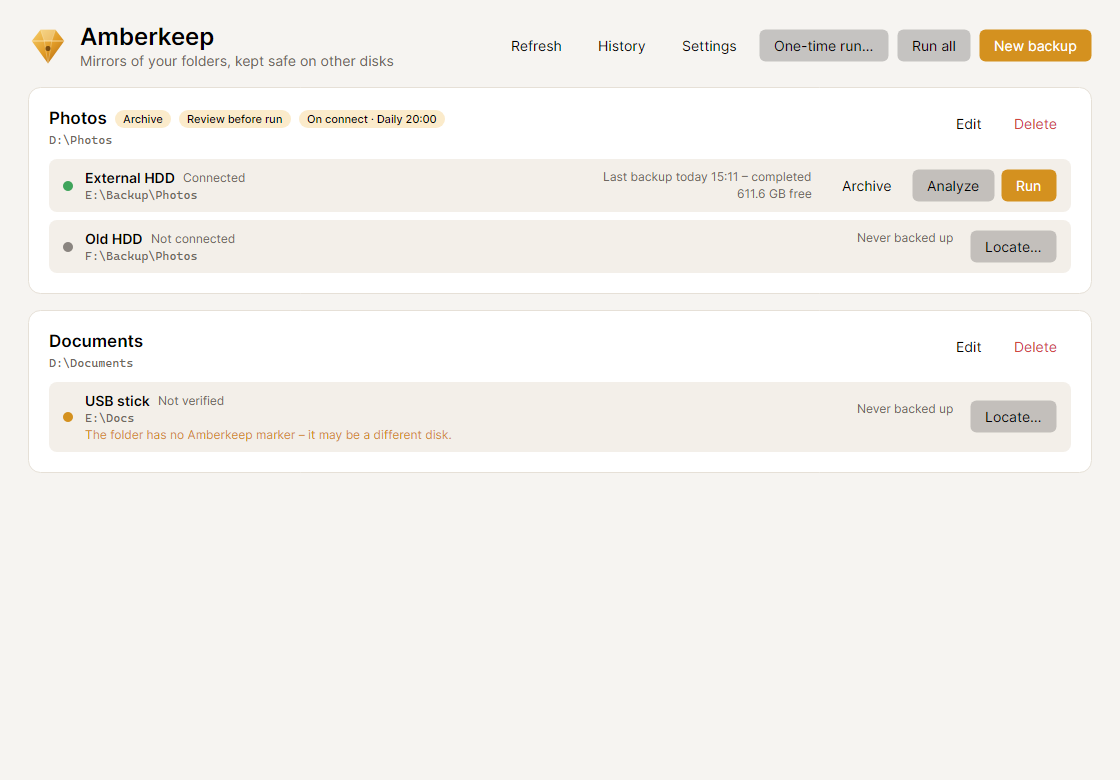 Amberkeep
Mirrors of your folders, kept safe on other disks
Refresh History Settings One-time run... Run all New backup
Photos Archive Review before run On connect · Daily 20:00
D:\Photos
Edit Delete
External HDD Connected
E:\Backup\Photos
Last backup today 15:11 – completed
611.6 GB free
Archive Analyze Run
Old HDD Not connected
F:\Backup\Photos
Never backed up
Locate...
Documents
D:\Documents
Edit Delete
USB stick Not verified
E:\Docs
The folder has no Amberkeep marker – it may be a different disk.
Never backed up
Locate...